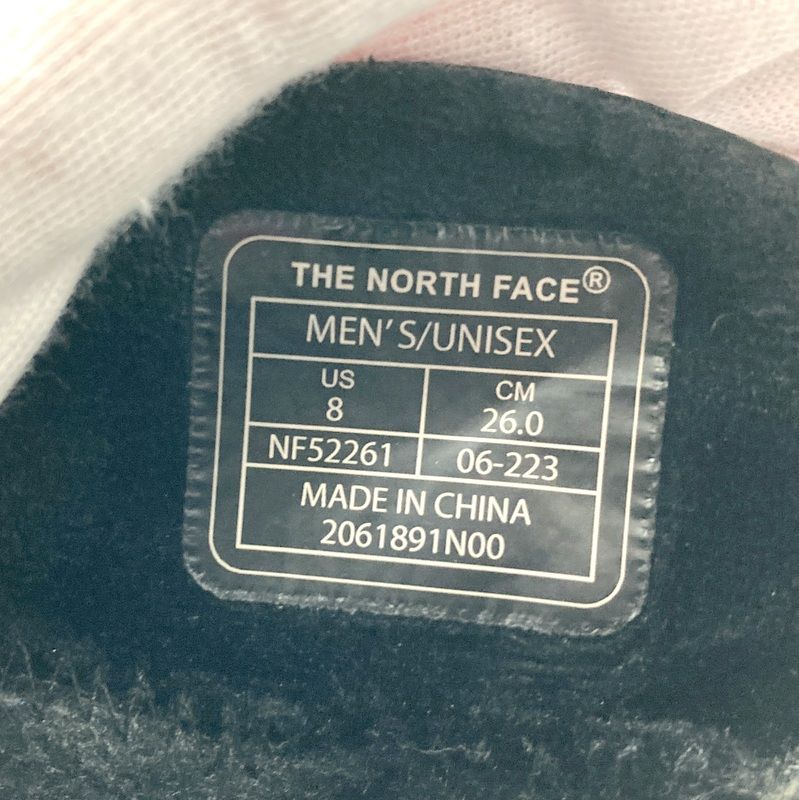 THE NORTH FACE®
MEN'S/UNISEX
US
8
CM
26.0
NF52261
06-223
MADE IN CHINA
2061891N00